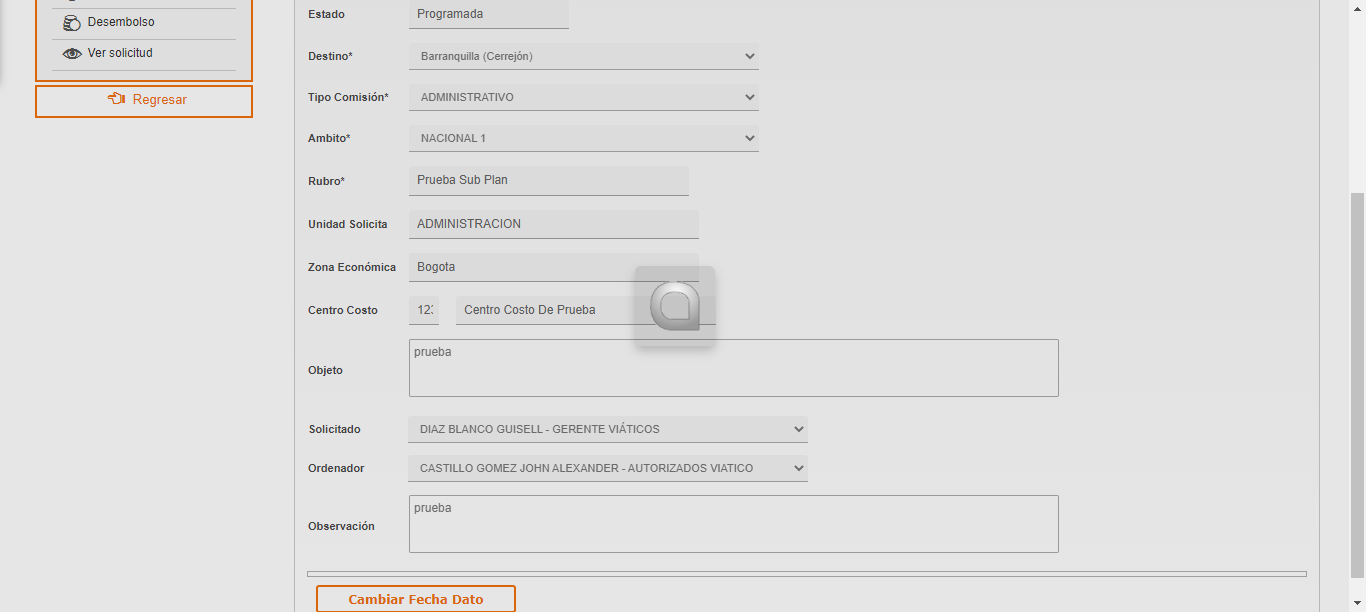 Desembolso
Ver solicitud
Regresar
Estado Programada
Destino* Barranquilla (Cerrejón)
Tipo Comisión* ADMINISTRATIVO
Ambito* NACIONAL 1
Rubro* Prueba Sub Plan
Unidad Solicita ADMINISTRACION
Zona Económica Bogota
Centro Costo Centro Costo De Prueba
Objeto prueba
Solicitado DIAZ BLANCO GUISELL - GERENTE VIÁTICOS
Ordenador CASTILLO GOMEZ JOHN ALEXANDER - AUTORIZADOS VIATICO
Observación prueba
Cambiar Fecha Dato